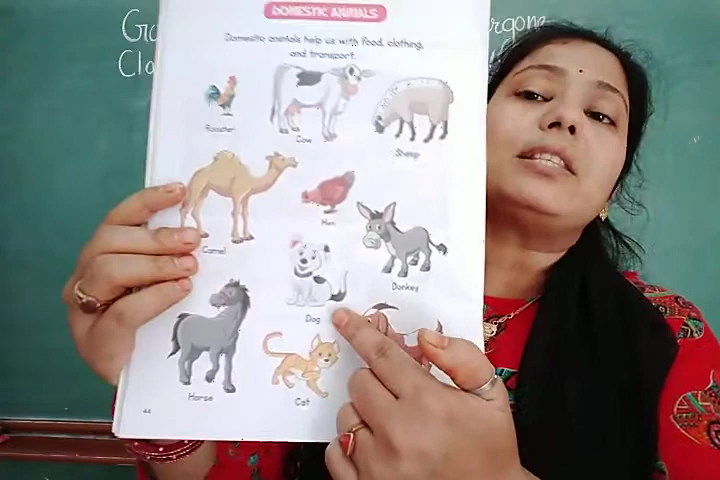 DOMESTIC ANIMALS
Domestic animals help us with food, clothing,
and transport.
Rooster
Cow
Sheep
Camel
Hen
Donkey
Dog
Horse
Cat
44